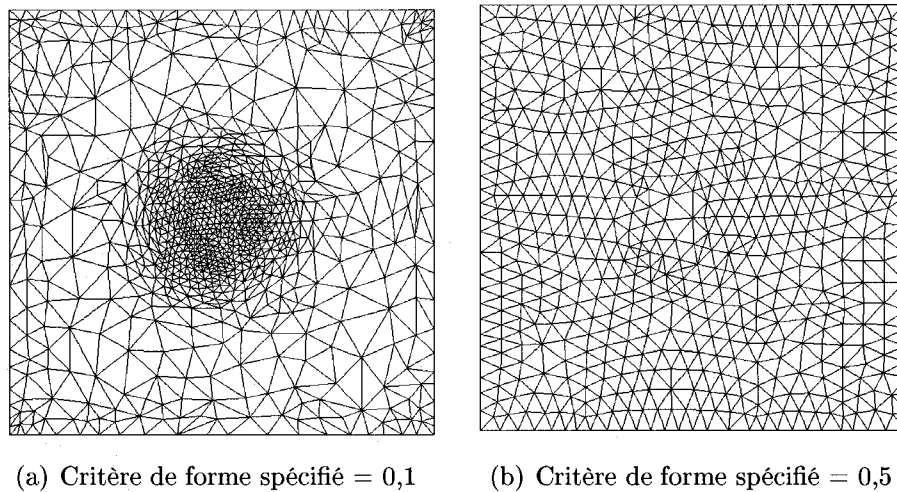 (a) Critère de forme spécifié = 0,1
(b) Critère de forme spécifié = 0,5